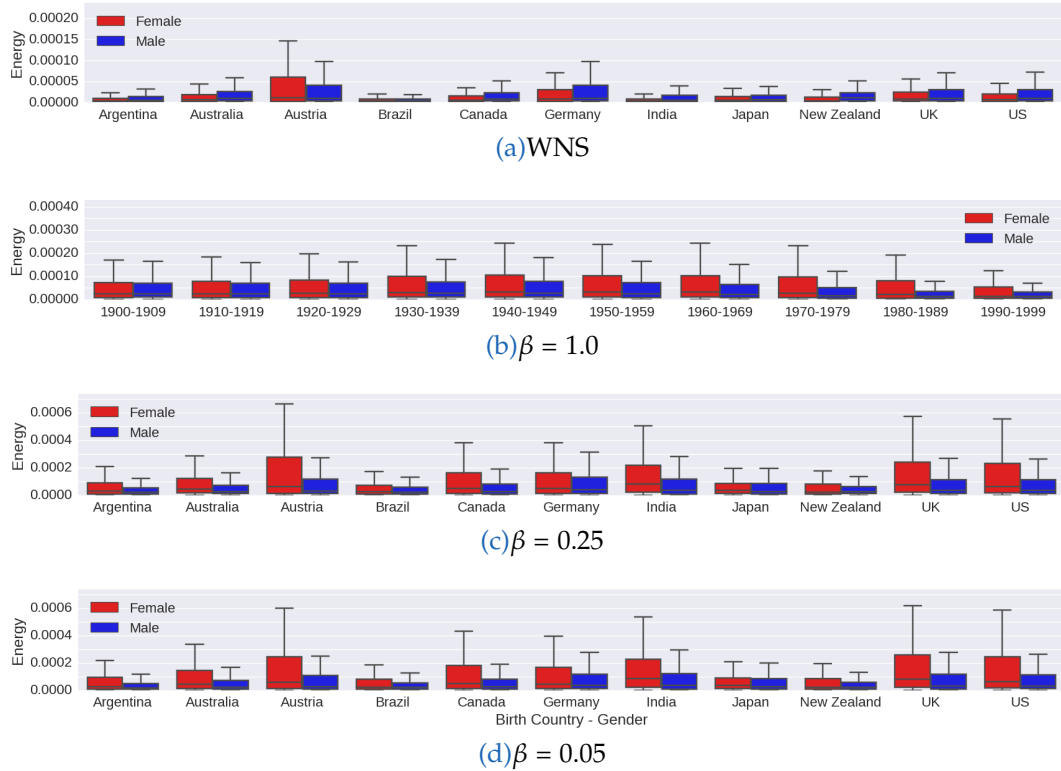 0.00020
0.00015
0.00010
0.00005
0.00000
Energy
Female
Male
Argentina Australia Austria Brazil Canada Germany India Japan New Zealand UK US
(a)WNS
0.00040
0.00030
0.00020
0.00010
0.00000
Energy
Female
Male
1900-1909 1910-1919 1920-1929 1930-1939 1940-1949 1950-1959 1960-1969 1970-1979 1980-1989 1990-1999
(b)β = 1.0
0.0006
0.0004
0.0002
0.0000
Energy
Female
Male
Argentina Australia Austria Brazil Canada Germany India Japan New Zealand UK US
(c)β = 0.25
0.0006
0.0004
0.0002
0.0000
Energy
Female
Male
Argentina Australia Austria Brazil Canada Germany India Japan New Zealand UK US
Birth Country - Gender
(d)β = 0.05